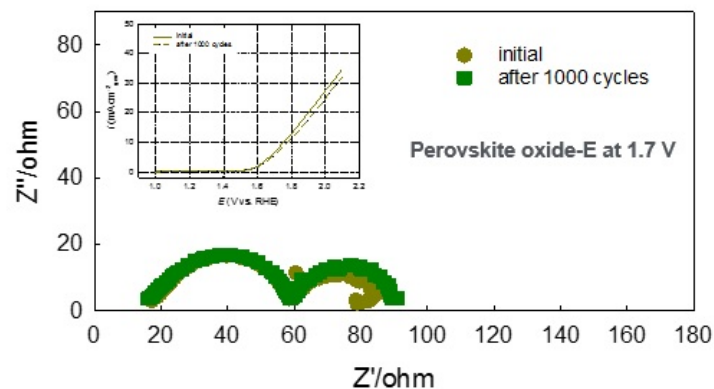 80
60
40
20
0
Z''/ohm
50
40
30
20
10
0
initial
after 1000 cycles
1.0 1.2 1.4 1.6 1.8 2.0 2.2
E (V vs. RHE)
initial
after 1000 cycles
Perovskite oxide-E at 1.7 V
0 20 40 60 80 100 120 140 160 180
Z'/ohm